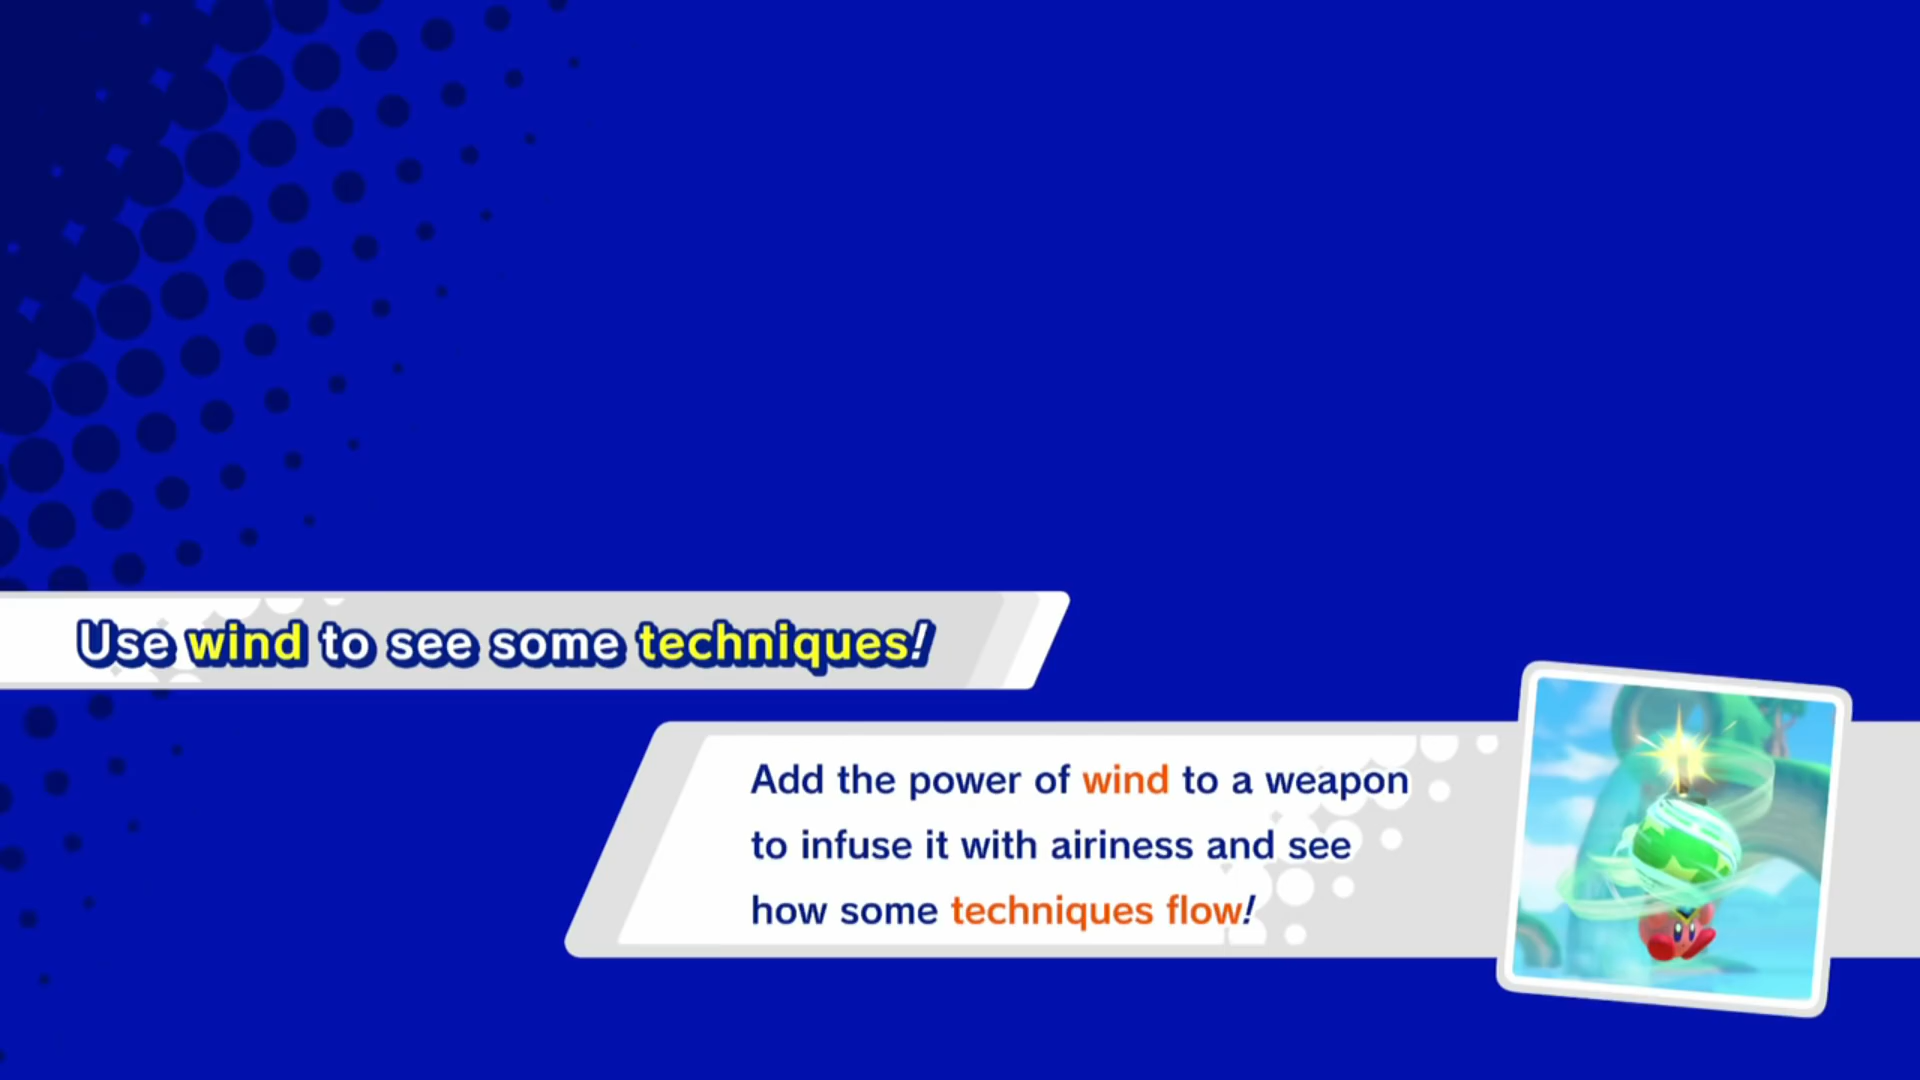 Use wind to see some techniques!
Add the power of wind to a weapon
to infuse it with airiness and see
how some techniques flow!